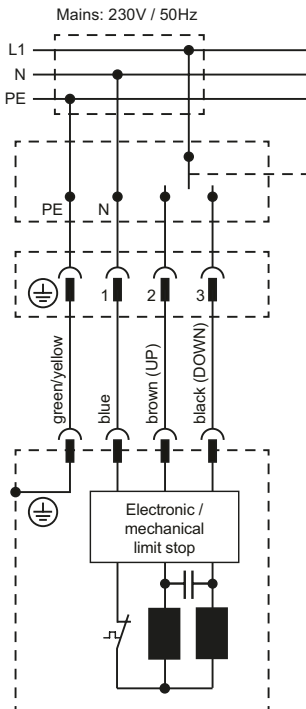 Mains: 230V / 50Hz
L1
N
PE
PE
N
1
2
3
green/yellow
blue
brown (UP)
black (DOWN)
Electronic /
mechanical
limit stop